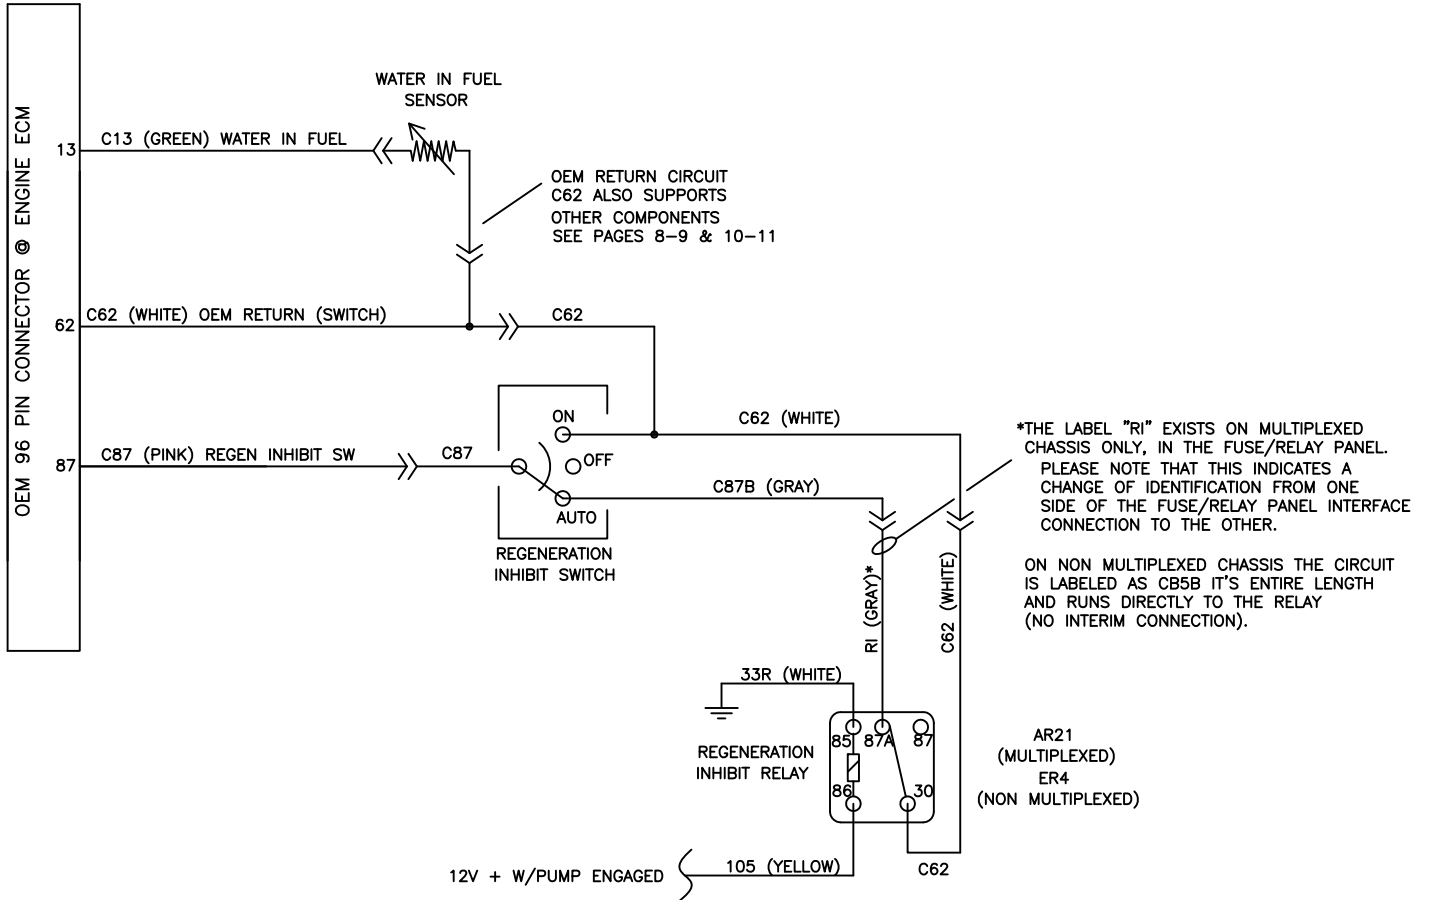 OEM 96 PIN CONNECTOR @ ENGINE ECM
WATER IN FUEL
SENSOR
13
C13 (GREEN) WATER IN FUEL
OEM RETURN CIRCUIT
C62 ALSO SUPPORTS
OTHER COMPONENTS
SEE PAGES 8-9 & 10-11
62
C62 (WHITE) OEM RETURN (SWITCH)
C62
ON
C62 (WHITE)
87
C87 (PINK) REGEN INHIBIT SW
C87
OFF
C87B (GRAY)
AUTO
REGENERATION
INHIBIT SWITCH
*THE LABEL "RI" EXISTS ON MULTIPLEXED
CHASSIS ONLY, IN THE FUSE/RELAY PANEL.
PLEASE NOTE THAT THIS INDICATES A
CHANGE OF IDENTIFICATION FROM ONE
SIDE OF THE FUSE/RELAY PANEL INTERFACE
CONNECTION TO THE OTHER.
ON NON MULTIPLEXED CHASSIS THE CIRCUIT
IS LABELED AS CB5B IT'S ENTIRE LENGTH
AND RUNS DIRECTLY TO THE RELAY
(NO INTERIM CONNECTION).
RI (GRAY)*
C62 (WHITE)
33R (WHITE)
85 87A 87
REGENERATION
INHIBIT RELAY
86 30
AR21
(MULTIPLEXED)
ER4
(NON MULTIPLEXED)
12V + W/PUMP ENGAGED
105 (YELLOW)
C62